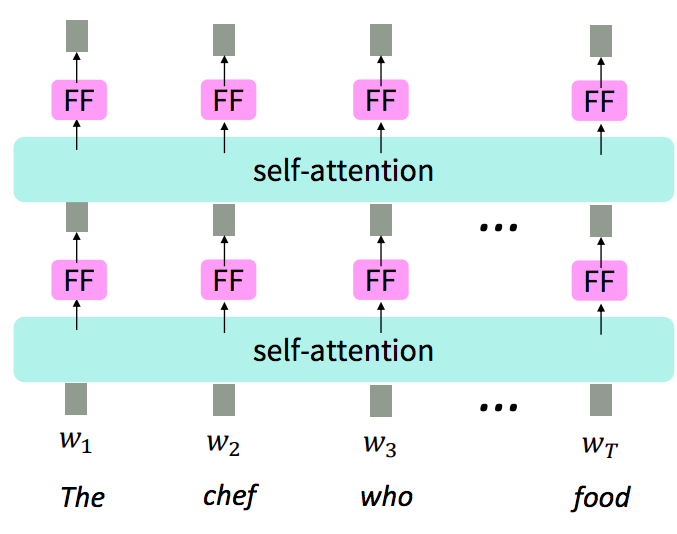 FF FF FF FF
self-attention
...
FF FF FF FF
self-attention
...
w₁ w₂ w₃ w_T
The chef who food